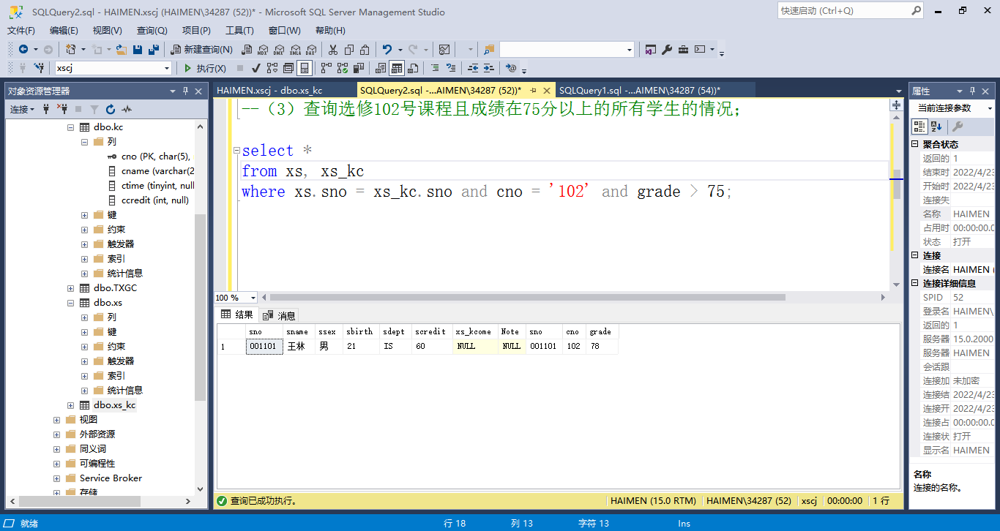 SQLQuery2.sql - HAIMEN.xscj (HAIMEN\34287 (52))* - Microsoft SQL Server Management Studio
快速启动 (Ctrl+Q)
文件(F) 编辑(E) 视图(V) 查询(Q) 项目(P) 工具(T) 窗口(W) 帮助(H)
新建查询(N) MDX DMX XMLA DAX
xscj 执行(X)
对象资源管理器
连接
dbo.kc
列
cno (PK, char(5),
cname (varchar(2
ctime (tinyint, null
ccredit (int, null)
键
约束
触发器
索引
统计信息
dbo.TXGC
dbo.xs
列
键
约束
触发器
索引
统计信息
dbo.xs_kc
视图
外部资源
同义词
可编程性
Service Broker
存储
HAIMEN.xscj - dbo.xs_kc SQLQuery2.sql -...AIMEN\34287 (52))* SQLQuery1.sql -...AIMEN\34287 (54))*
--（3）查询选修102号课程且成绩在75分以上的所有学生的情况;
select *
from xs, xs_kc
where xs.sno = xs_kc.sno and cno = '102' and grade > 75;
100 %
结果 消息
sno sname ssex sbirth sdept scredit xs_kcome Note sno cno grade
1 001101 王林 男 21 IS 60 NULL NULL 001101 102 78
查询已成功执行。 HAIMEN (15.0 RTM) HAIMEN\34287 (52) xscj 00:00:00 1 行
属性
当前连接参数
聚合状态
返回的 1
结束时 2022/4/23
开始时 2022/4/23
连接失
名称 HAIMEN
占用时 00:00:00.0
状态 打开
连接
连接名 HAIMEN (
连接详细信息
SPID 52
登录名 HAIMEN\
返回的 1
服务器 15.0.2000
服务器 HAIMEN
会话跟
连接加 未加密
连接结 2022/4/23
连接开 2022/4/23
连接占 00:00:00.0
连接状 打开
显示名 HAIMEN
名称
连接的名称。
就绪 行 18 列 13 字符 13 Ins